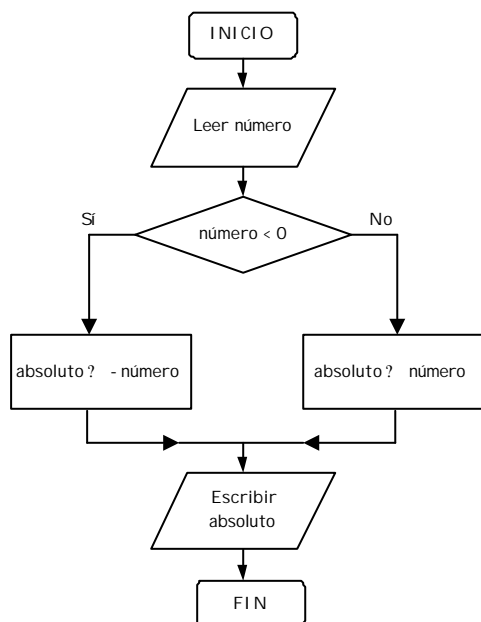 INICIO
Leer número
Sí
No
número < 0
absoluto? - número
absoluto? número
Escribir
absoluto
FIN